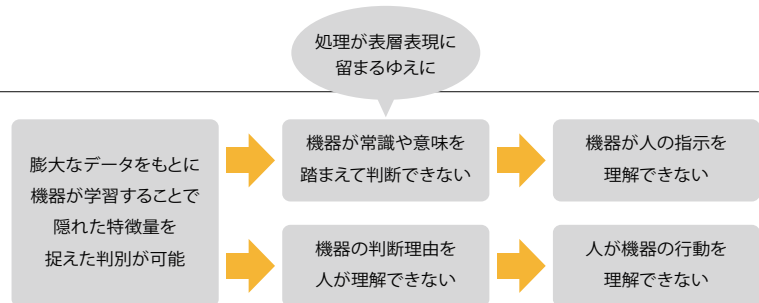 処理が表層表現に
留まるゆえに
膨大なデータをもとに
機器が学習することで
隠れた特徴量を
捉えた判別が可能
機器が常識や意味を
踏まえて判断できない
機器が人の指示を
理解できない
機器の判断理由を
人が理解できない
人が機器の行動を
理解できない